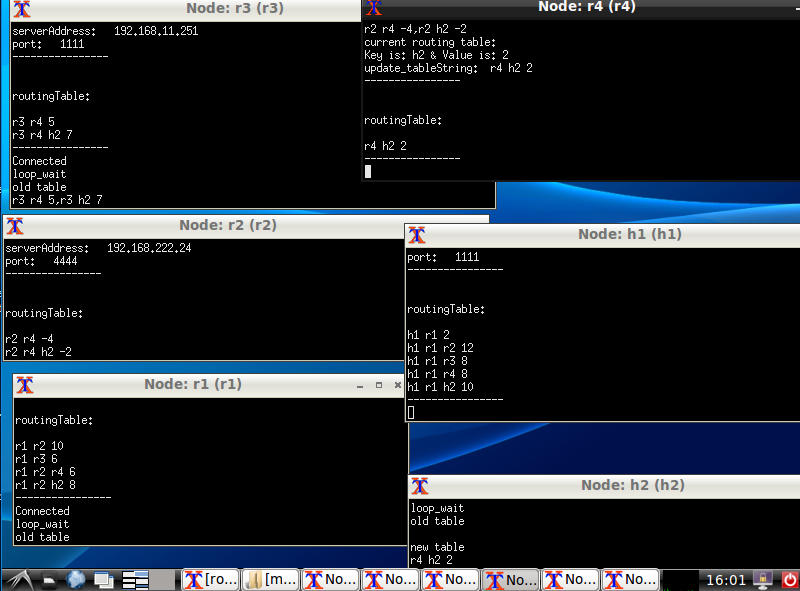 Node: r3 (r3)
serverAddress: 192.168.11.251
port: 1111
----------------
routingTable:
r3 r4 5
r3 r4 h2 7
----------------
Connected
loop_wait
old table
r3 r4 5,r3 h2 7
Node: r4 (r4)
r2 r4 -4,r2 h2 -2
current routing table:
Key is: h2 & Value is: 2
update_tableString: r4 h2 2
----------------
routingTable:
r4 h2 2
----------------
Node: r2 (r2)
serverAddress: 192.168.222.24
port: 4444
----------------
routingTable:
r2 r4 -4
r2 r4 h2 -2
Node: h1 (h1)
port: 1111
----------------
routingTable:
h1 r1 2
h1 r1 r2 12
h1 r1 r3 8
h1 r1 r4 8
h1 r1 h2 10
----------------
Node: r1 (r1)
routingTable:
r1 r2 10
r1 r3 6
r1 r2 r4 6
r1 r2 h2 8
----------------
Connected
loop_wait
old table
Node: h2 (h2)
loop_wait
old table
new table
r4 h2 2
[ro...
[m...
No...
No...
No...
No...
No...
No...
16:01